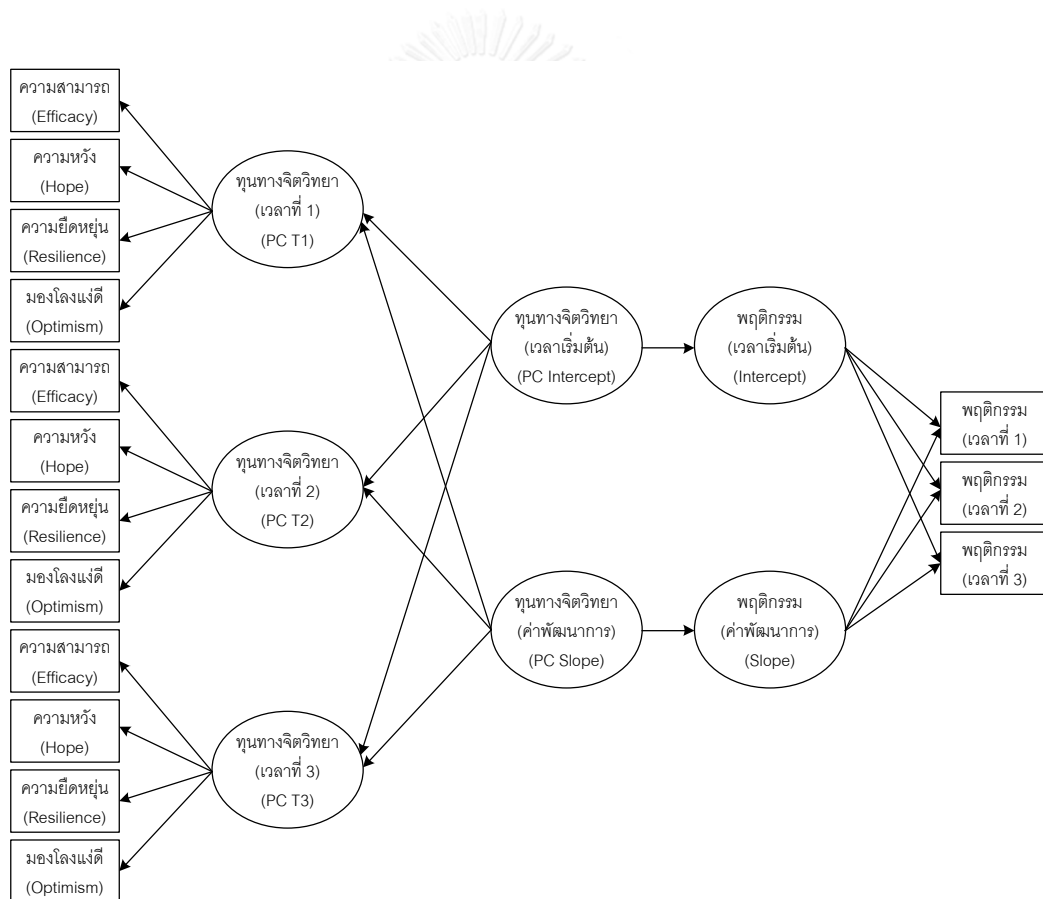 ความสามารถ
(Efficacy)
ความหวัง
(Hope)
ความยืดหยุ่น
(Resilience)
มองโลงแง่ดี
(Optimism)
ความสามารถ
(Efficacy)
ความหวัง
(Hope)
ความยืดหยุ่น
(Resilience)
มองโลงแง่ดี
(Optimism)
ความสามารถ
(Efficacy)
ความหวัง
(Hope)
ความยืดหยุ่น
(Resilience)
มองโลงแง่ดี
(Optimism)
ทุนทางจิตวิทยา
(เวลาที่ 1)
(PC T1)
ทุนทางจิตวิทยา
(เวลาที่ 2)
(PC T2)
ทุนทางจิตวิทยา
(เวลาที่ 3)
(PC T3)
ทุนทางจิตวิทยา
(เวลาเริ่มต้น)
(PC Intercept)
ทุนทางจิตวิทยา
(ค่าพัฒนาการ)
(PC Slope)
พฤติกรรม
(เวลาเริ่มต้น)
(Intercept)
พฤติกรรม
(ค่าพัฒนาการ)
(Slope)
พฤติกรรม
(เวลาที่ 1)
พฤติกรรม
(เวลาที่ 2)
พฤติกรรม
(เวลาที่ 3)